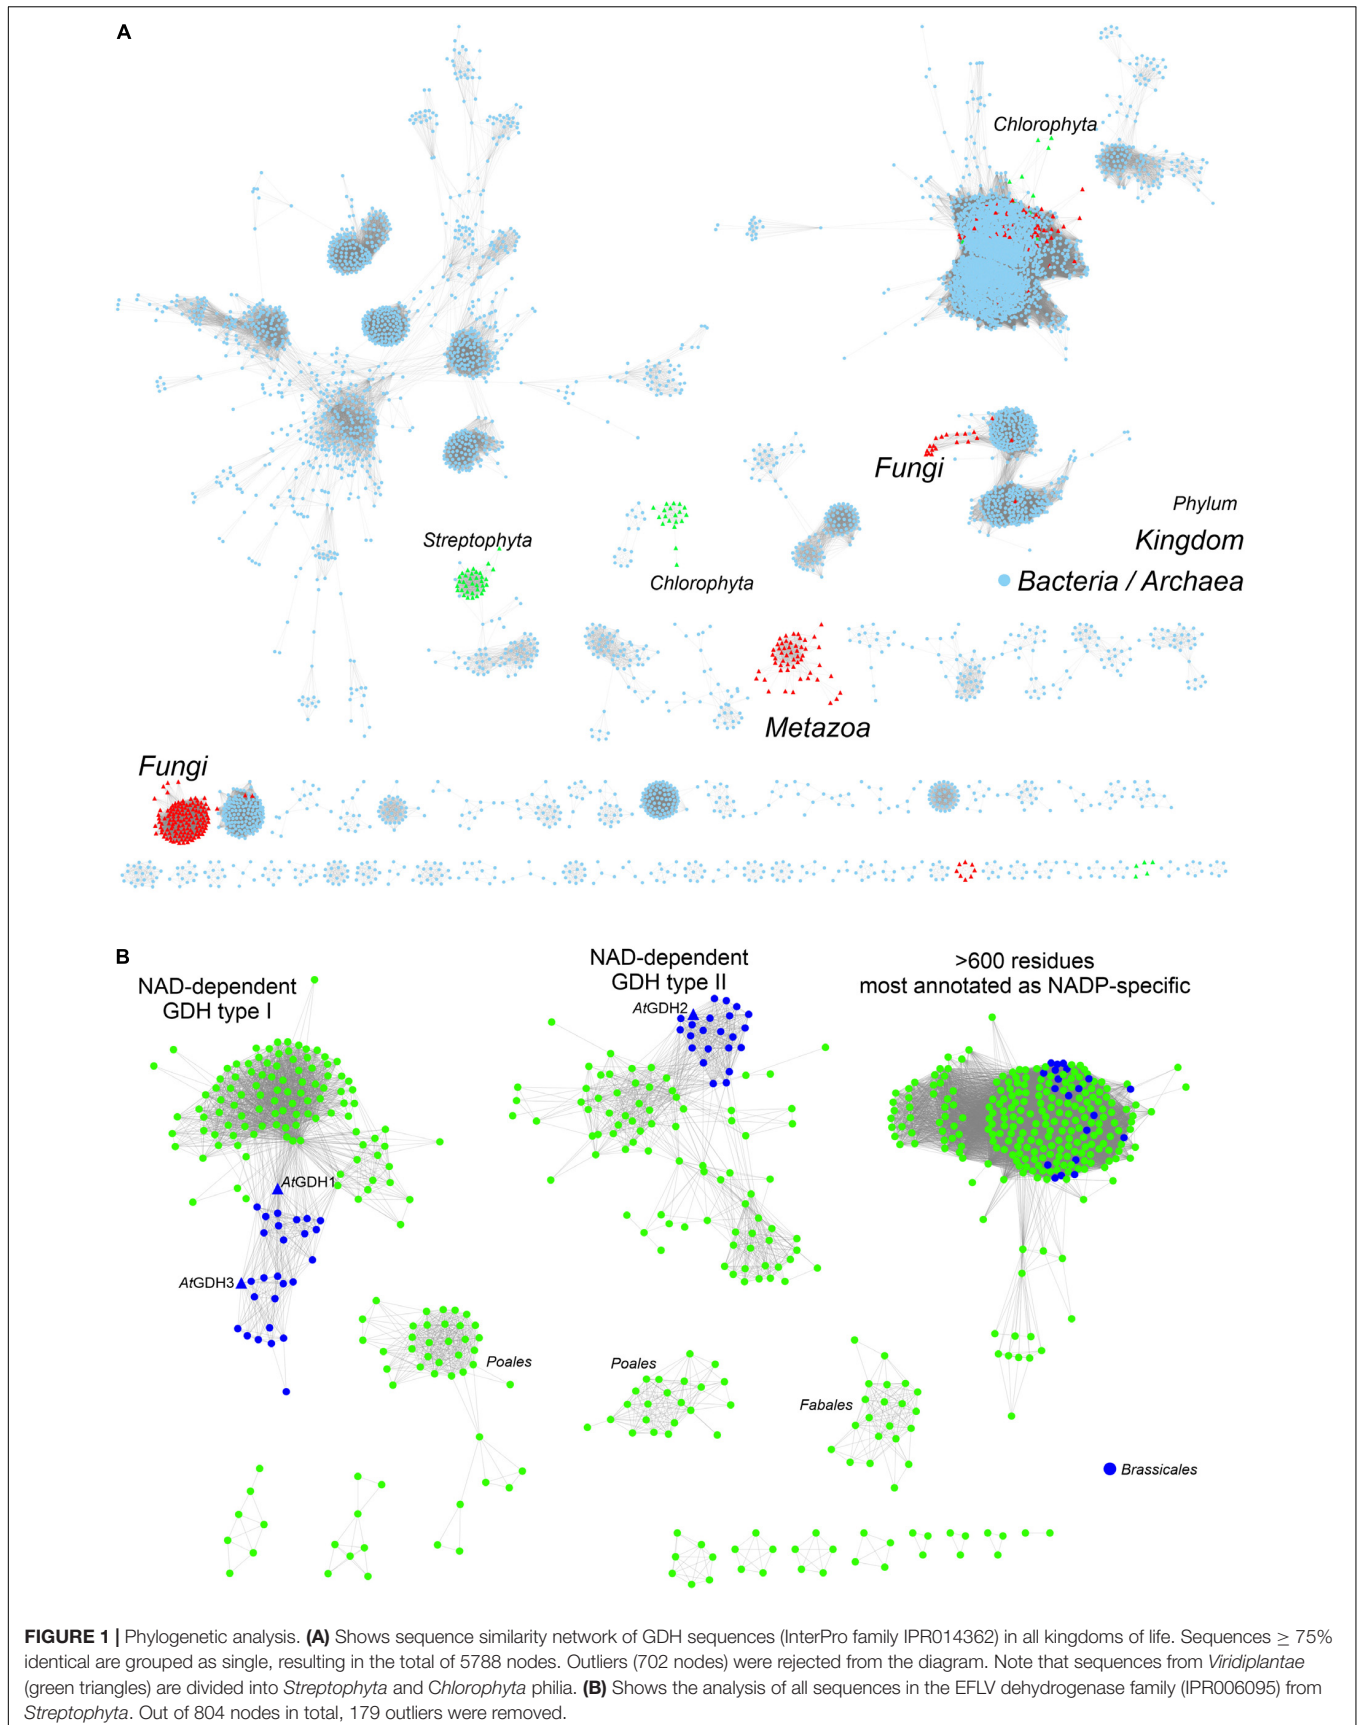 A
Chlorophyta
Fungi
Phylum
Kingdom
Bacteria / Archaea
Streptophyta
Chlorophyta
Metazoa
Fungi
B
NAD-dependent
GDH type I
NAD-dependent
GDH type II
>600 residues
most annotated as NADP-specific
AtGDH2
AtGDH1
AtGDH3
Poales
Poales
Fabales
Brassicales
FIGURE 1 | Phylogenetic analysis. (A) Shows sequence similarity network of GDH sequences (InterPro family IPR014362) in all kingdoms of life. Sequences ≥ 75%
identical are grouped as single, resulting in the total of 5788 nodes. Outliers (702 nodes) were rejected from the diagram. Note that sequences from Viridiplantae
(green triangles) are divided into Streptophyta and Chlorophyta philia. (B) Shows the analysis of all sequences in the EFLV dehydrogenase family (IPR006095) from
Streptophyta. Out of 804 nodes in total, 179 outliers were removed.